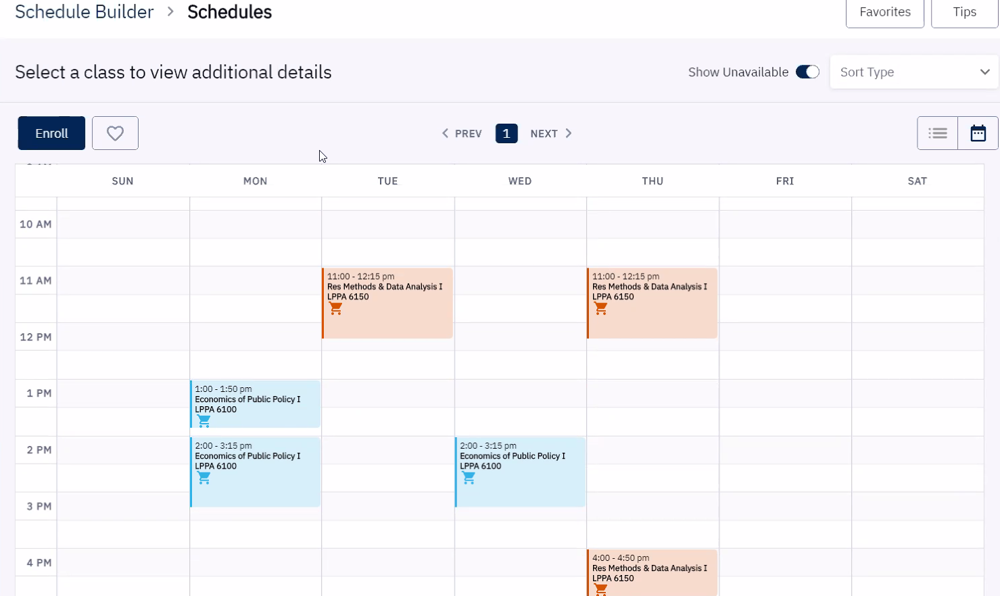 Schedule Builder > Schedules
Favorites
Tips
Select a class to view additional details
Show Unavailable
Sort Type
Enroll
PREV 1 NEXT
SUN MON TUE WED THU FRI SAT
10 AM
11 AM
11:00 - 12:15 pm
Res Methods & Data Analysis I
LPPA 6150
11:00 - 12:15 pm
Res Methods & Data Analysis I
LPPA 6150
12 PM
1 PM
1:00 - 1:50 pm
Economics of Public Policy I
LPPA 6100
2 PM
2:00 - 3:15 pm
Economics of Public Policy I
LPPA 6100
2:00 - 3:15 pm
Economics of Public Policy I
LPPA 6100
3 PM
4 PM
4:00 - 4:50 pm
Res Methods & Data Analysis I
LPPA 6150